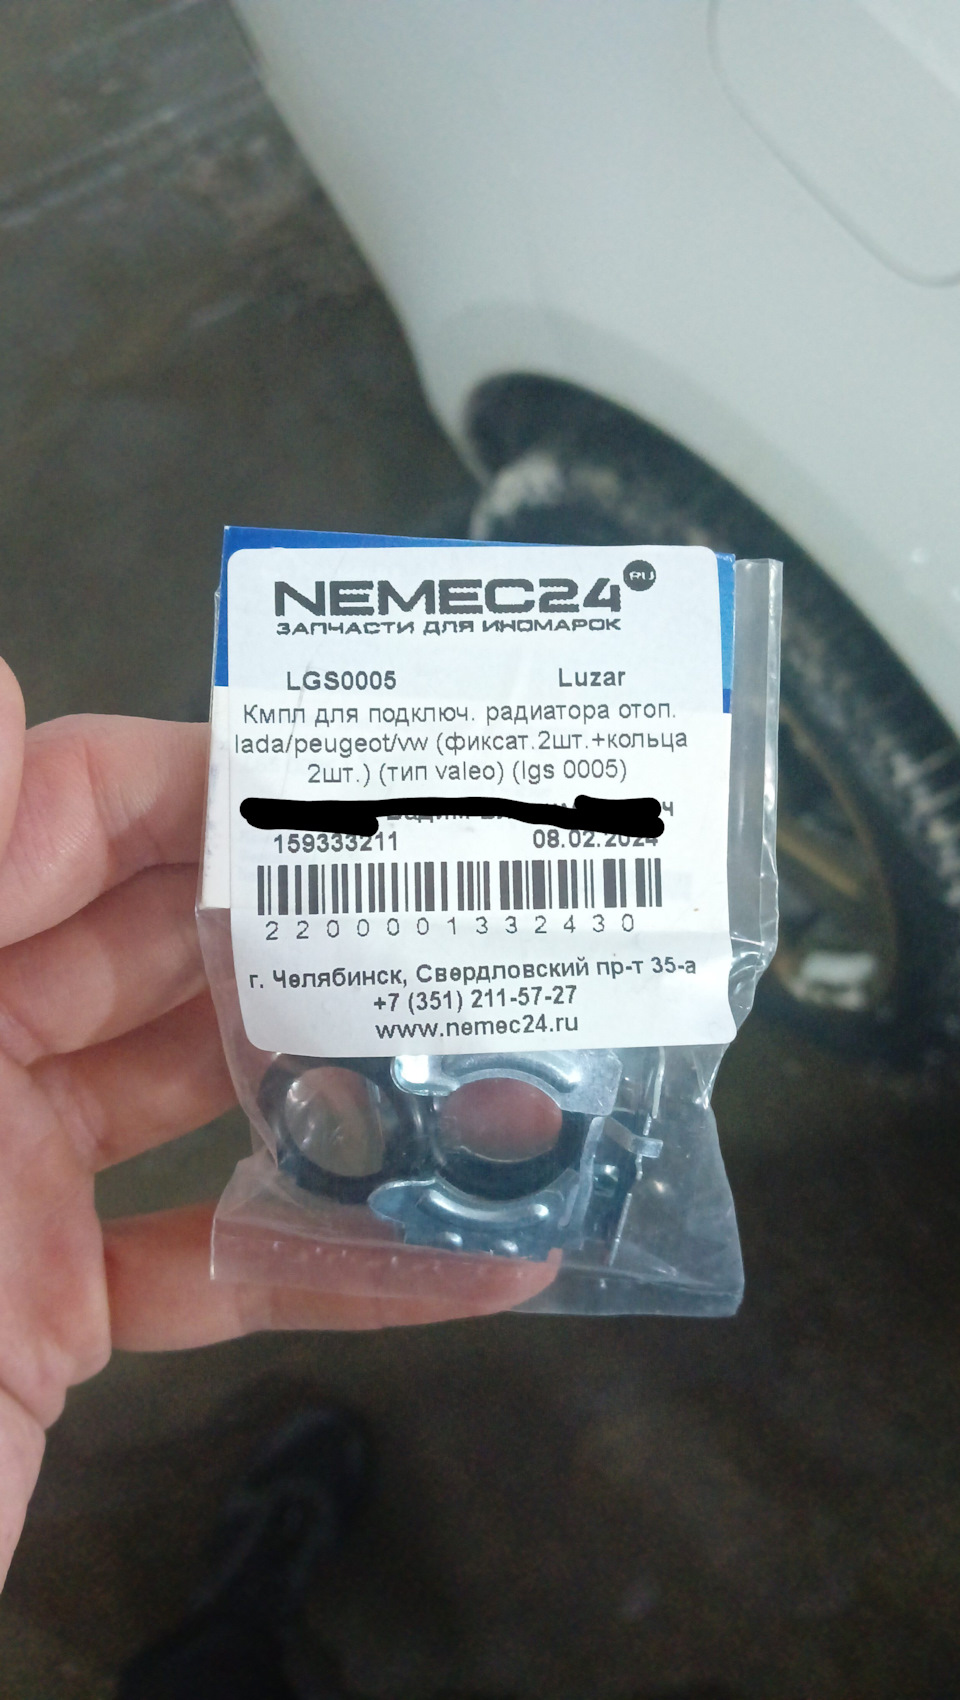 NEMEC24 RU
ЗАПЧАСТИ ДЛЯ ИНОМАРОК
LGS0005 Luzar
Кмпл для подключ. радиатора отоп.
lada/peugeot/vw (фиксат.2шт.+кольца
2шт.) (тип valeo) (lgs 0005)
159333211 08.02.2024
2200001332430
г. Челябинск, Свердловский пр-т 35-а
+7 (351) 211-57-27
www.nemec24.ru